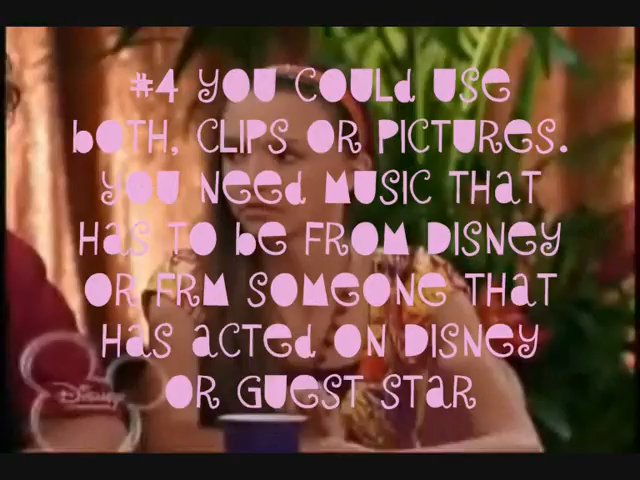 #4 YOU COULd USE
bOTH, CLIPS OR PICTURES.
YOU Need MUSIC THAT
HAS TO be FROM DISNEY
OR FRM SOMEONE THAT
HAS ACTed ON DISNEY
OR GUEST STAR
Disney